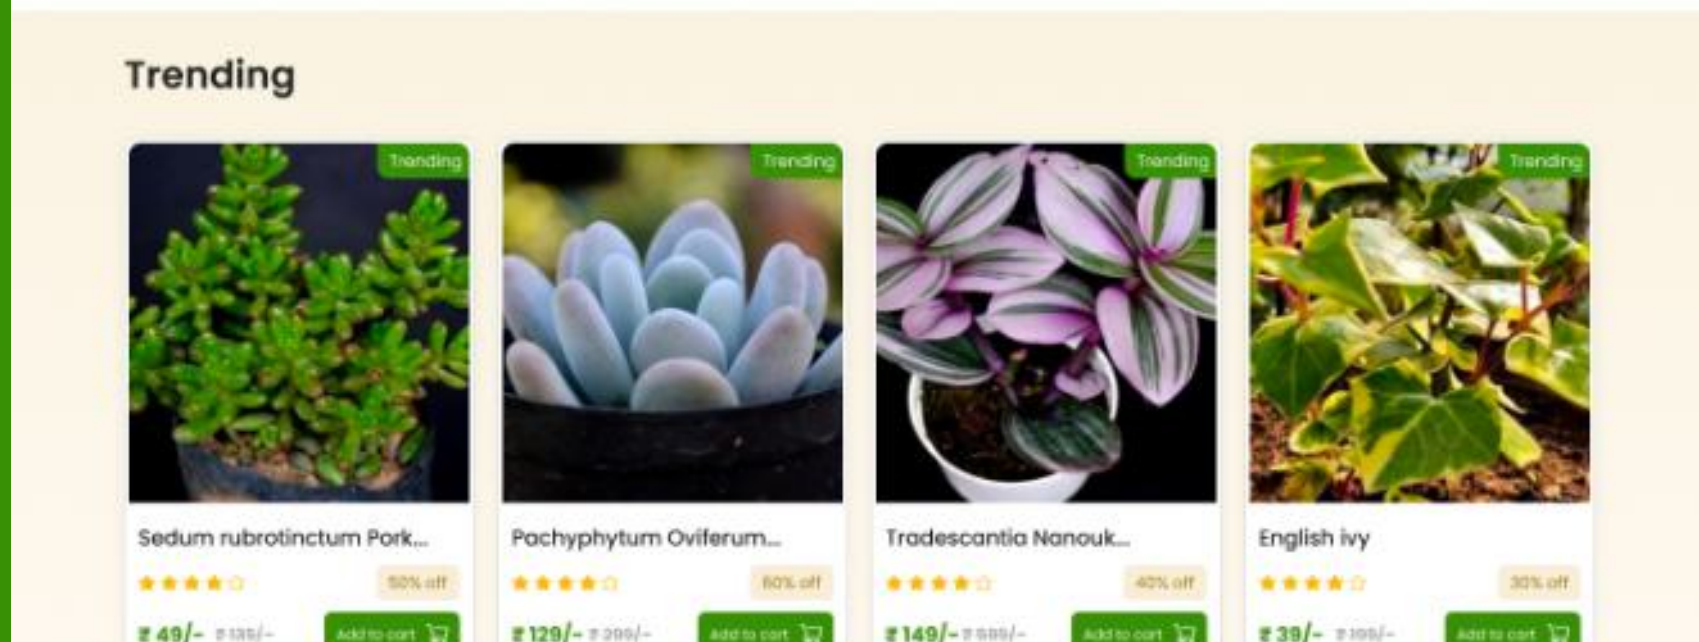 Trending
Trending
Trending
Trending
Trending
Sedum rubrotinctum Pork...
Pachyphytum Oviferum...
Tradescantia Nanouk...
English ivy
50% off
60% off
40% off
30% off
₹ 49/-
Add to cart
₹ 129/-
Add to cart
₹ 149/-
Add to cart
₹ 39/-
Add to cart